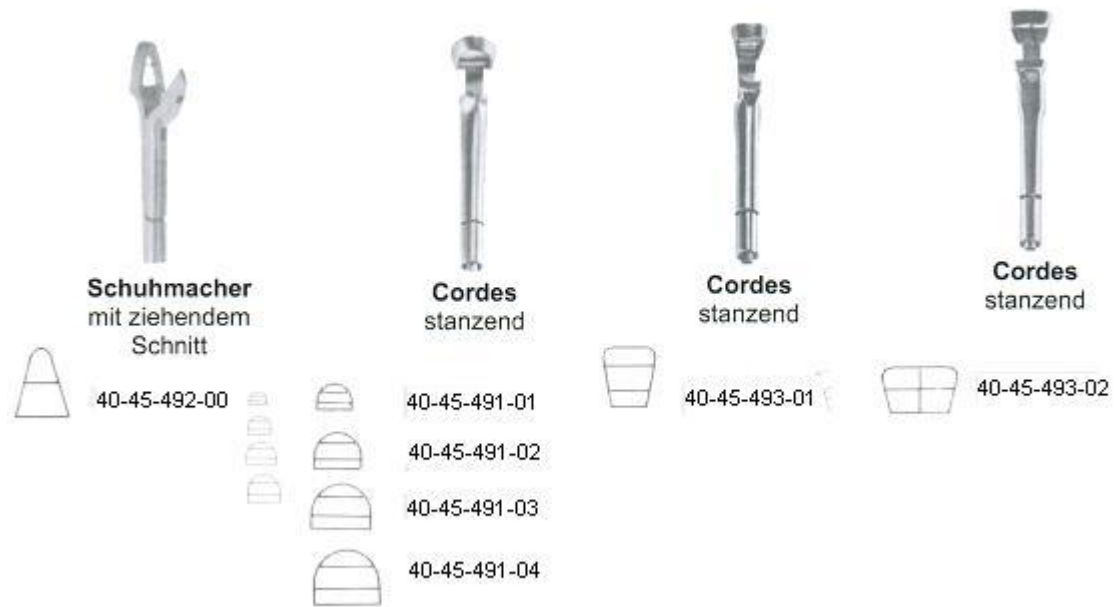 Schuhmacher
mit ziehendem
Schnitt
40-45-492-00
Cordes
stanzend
40-45-491-01
40-45-491-02
40-45-491-03
40-45-491-04
Cordes
stanzend
40-45-493-01
Cordes
stanzend
40-45-493-02